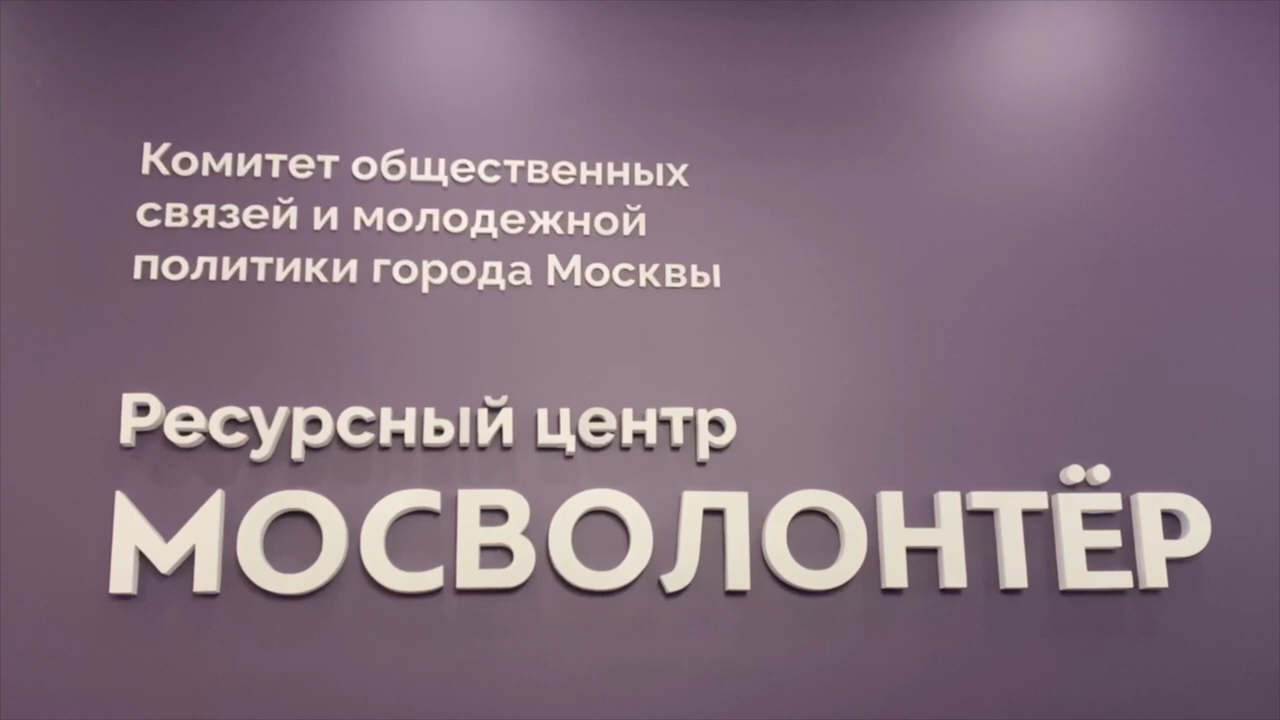 Комитет общественных
связей и молодежной
политики города Москвы
Ресурсный центр
МОСВОЛОНТЁР